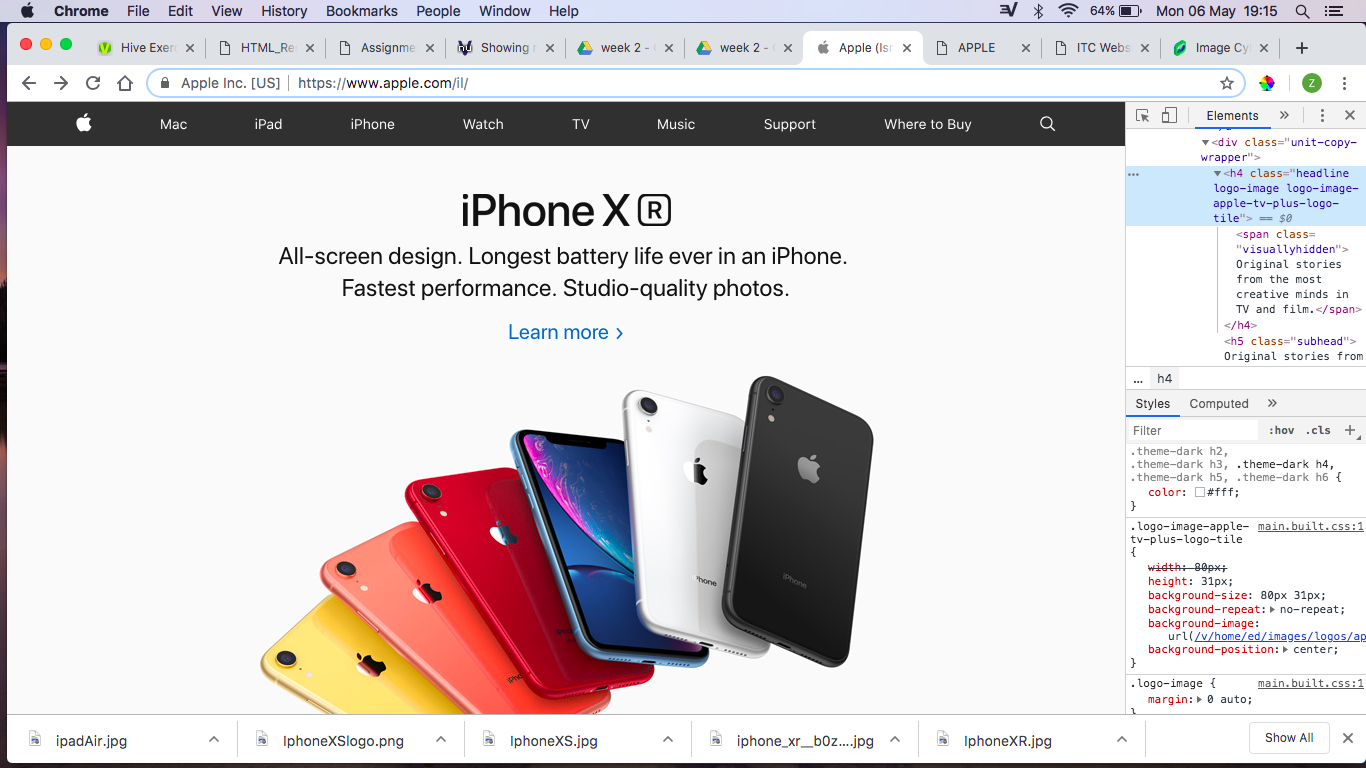 Chrome File Edit View History Bookmarks People Window Help 64% Mon 06 May 19:15
Hive Exer HTML_Re Assignme Showing week 2 - week 2 - Apple (Isr APPLE ITC Webs Image Cy
Apple Inc. [US] https://www.apple.com/il/ Z
Mac iPad iPhone Watch TV Music Support Where to Buy
iPhone XR
All-screen design. Longest battery life ever in an iPhone.
Fastest performance. Studio-quality photos.
Learn more >
iPhone
iPhone
Elements »
▼<div class="unit-copy-
wrapper">
… ▼<h4 class="headline
logo-image logo-image-
apple-tv-plus-logo-
tile"> == $0
<span class=
"visuallyhidden">
Original stories
from the most
creative minds in
TV and film.</span>
</h4>
<h5 class="subhead">
Original stories from
... h4
Styles Computed »
Filter :hov .cls +
.theme-dark h2,
.theme-dark h3, .theme-dark h4,
.theme-dark h5, .theme-dark h6 {
color: #fff;
}
.logo-image-apple- main.built.css:1
tv-plus-logo-tile
{
width: 80px;
height: 31px;
background-size: 80px 31px;
background-repeat: no-repeat;
background-image:
url(/v/home/ed/images/logos/ap
background-position: center;
}
.logo-image { main.built.css:1
margin: 0 auto;
ipadAir.jpg IphoneXSlogo.png IphoneXS.jpg iphone_xr__b0z....jpg IphoneXR.jpg Show All